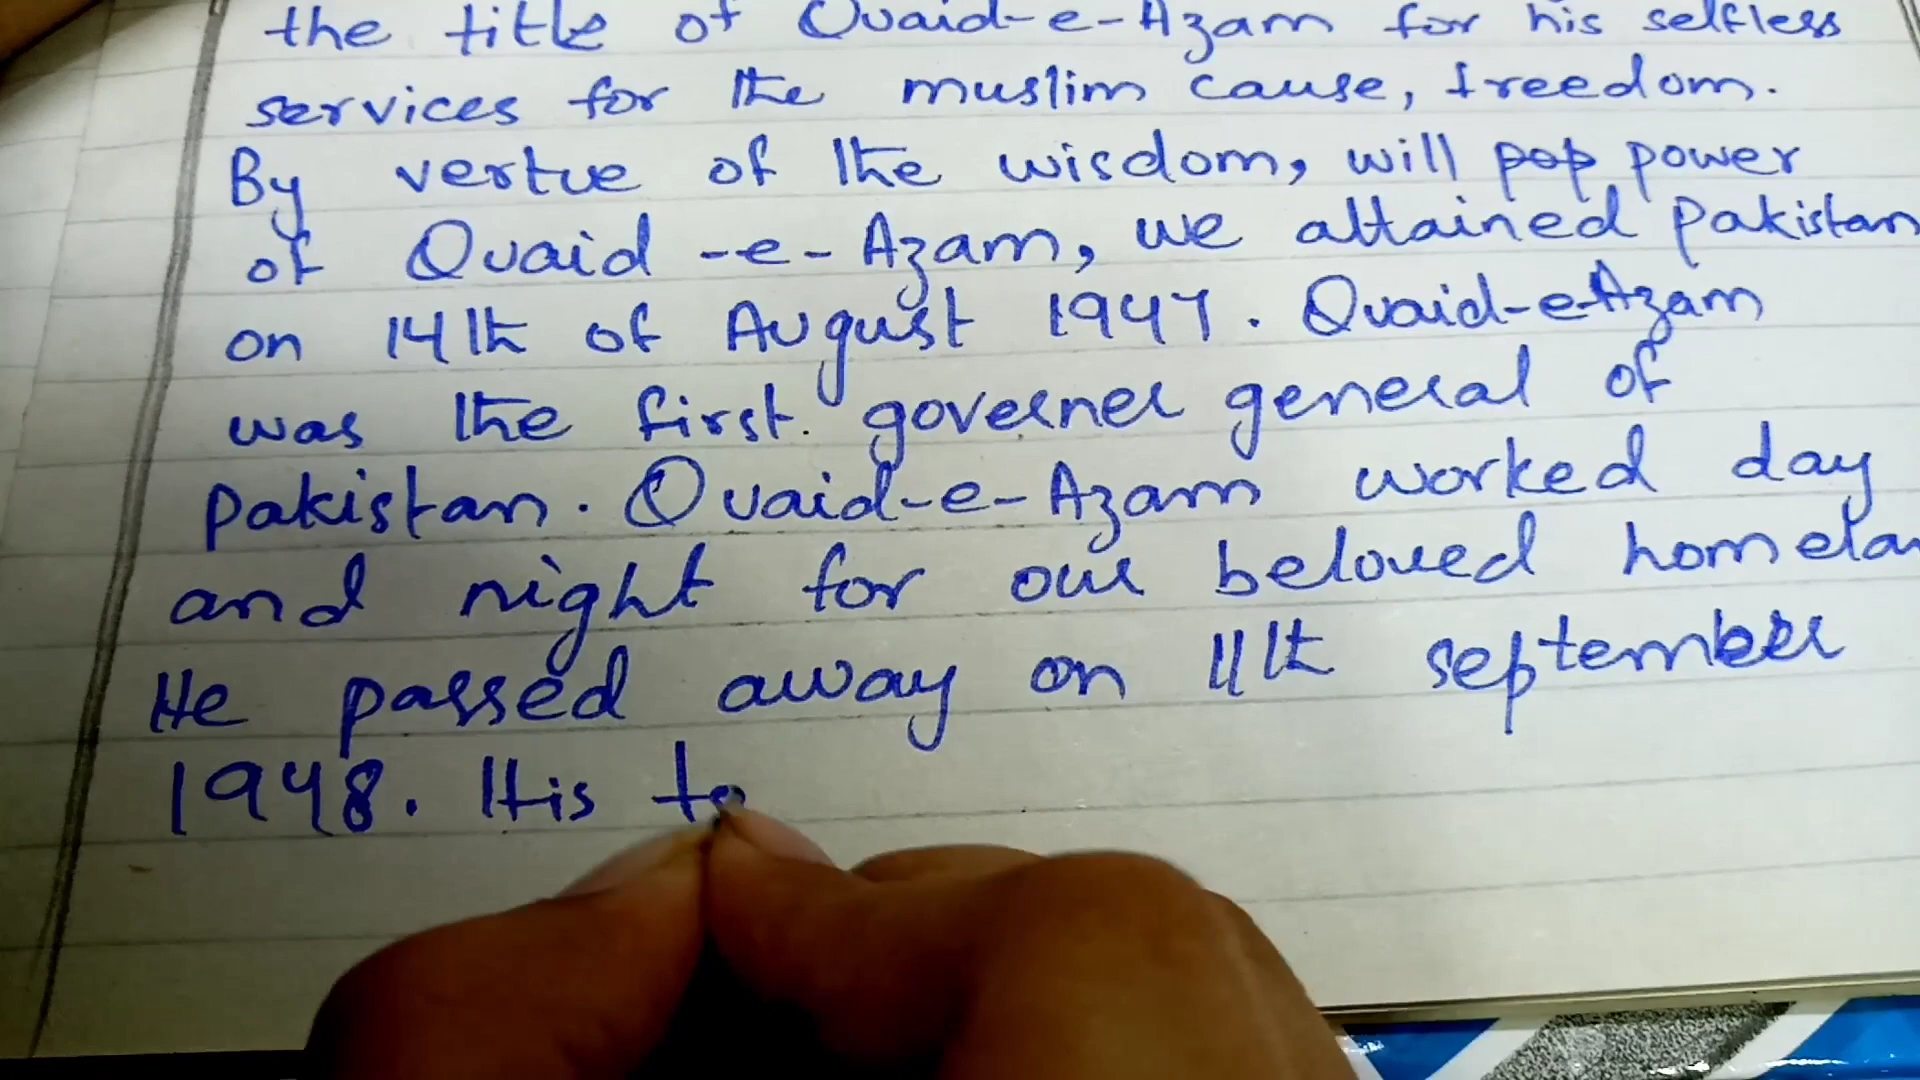 the title of Quaid-e-Azam for his selfless
services for the muslim cause, freedom.
By vertue of the wisdom, will pop power
of Quaid -e- Azam, we attained pakistan
on 14th of August 1947. Quaid-e-Azam
was the first. governer general of
pakistan. Quaid-e-Azam worked day
and night for our beloved homelan
He passed away on 11th september
1948. His to